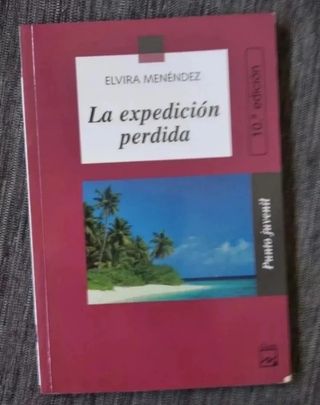 ELVIRA MENÉNDEZ
La expedición
perdida
10.ª edición
Punto juvenil